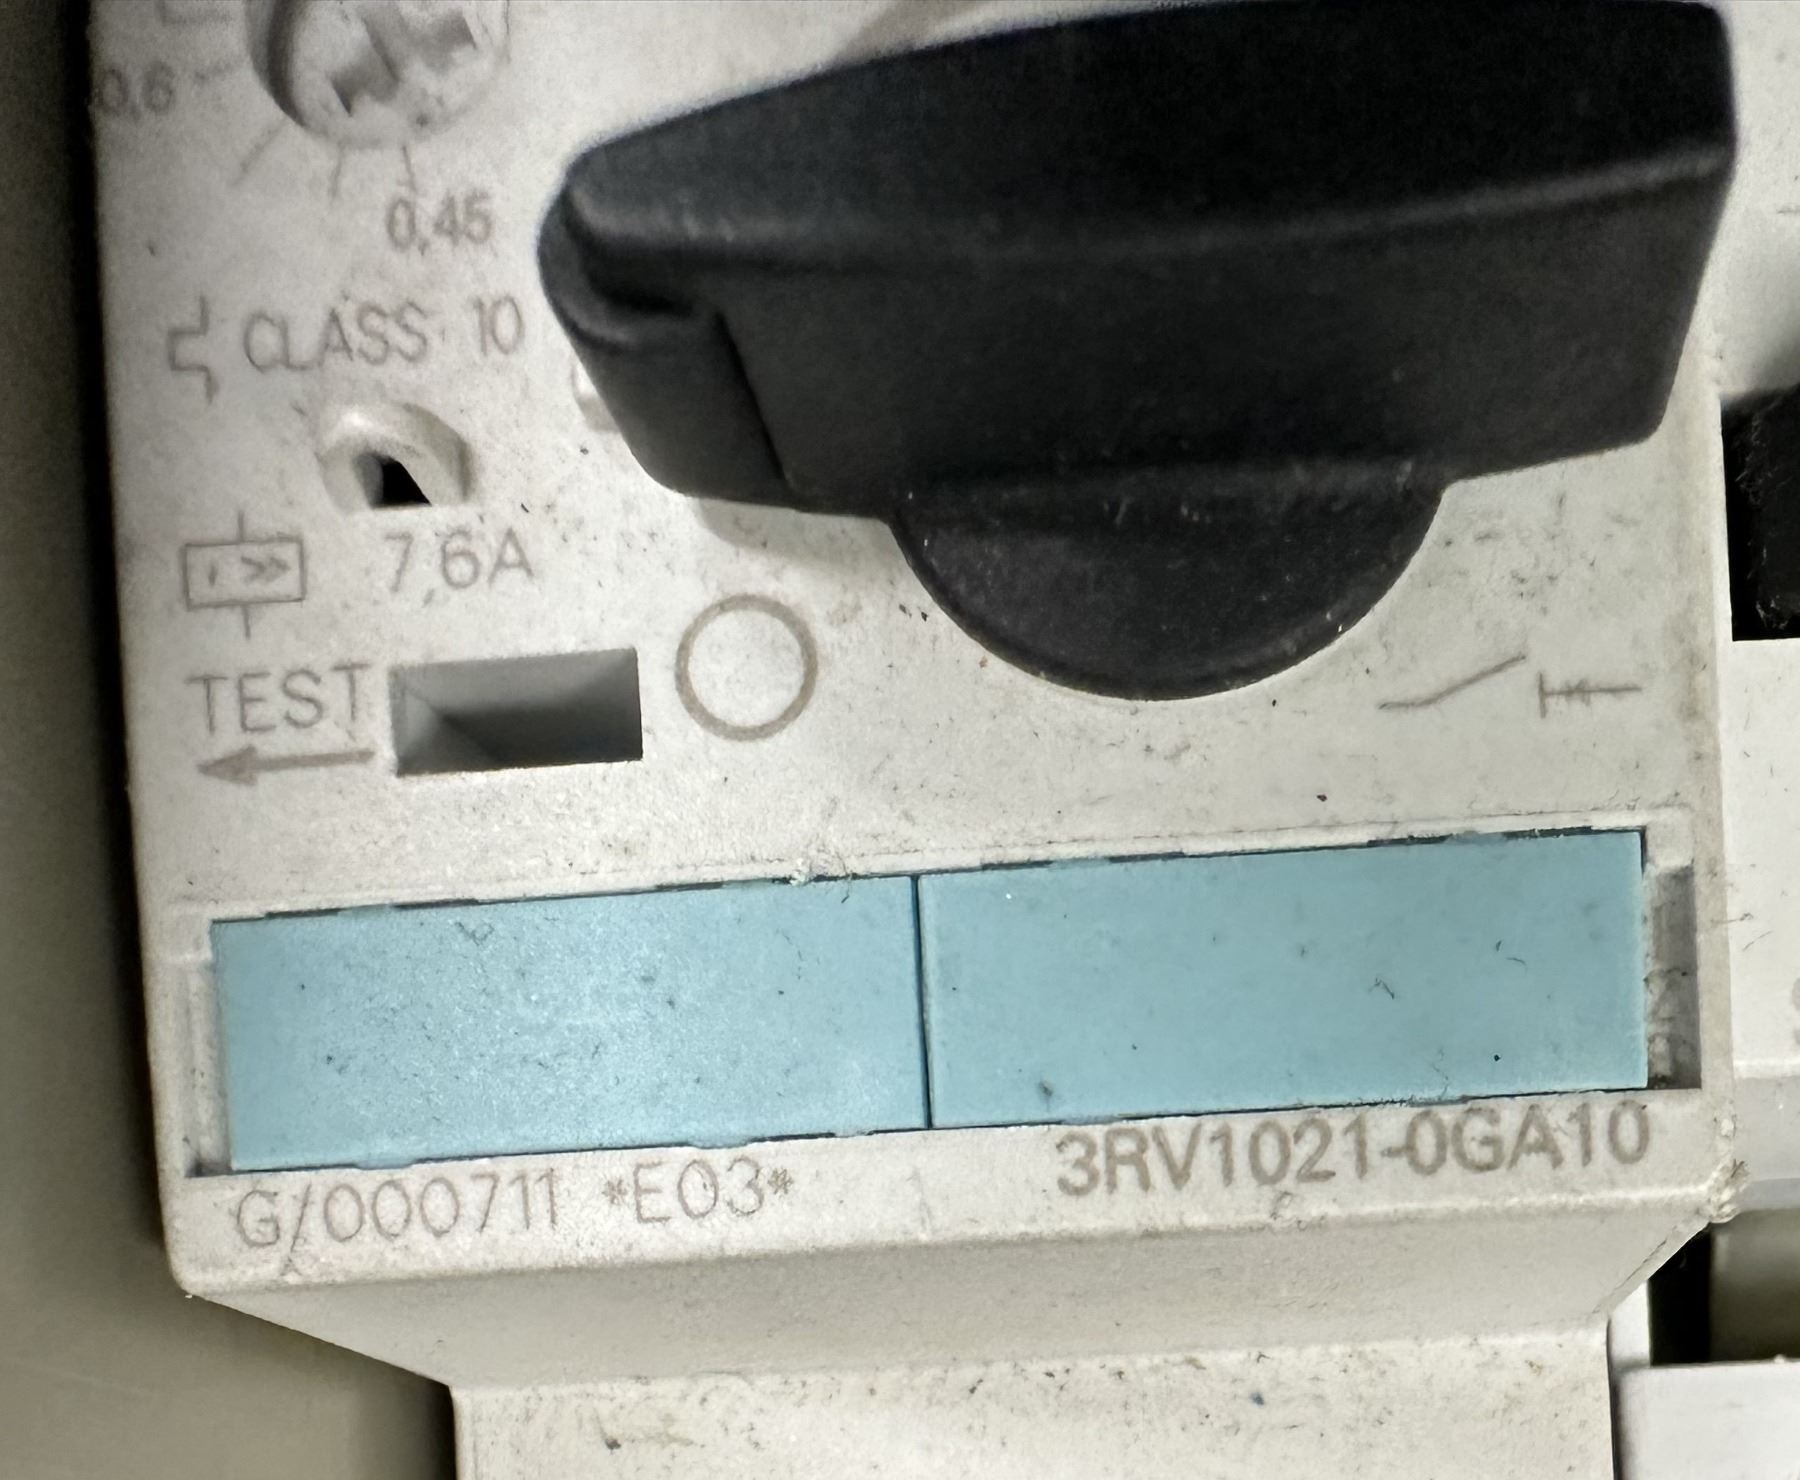 0,6
0,45
CLASS 10
I >>
7,6A
TEST
G/000711 *E03*
3RV1021-0GA10